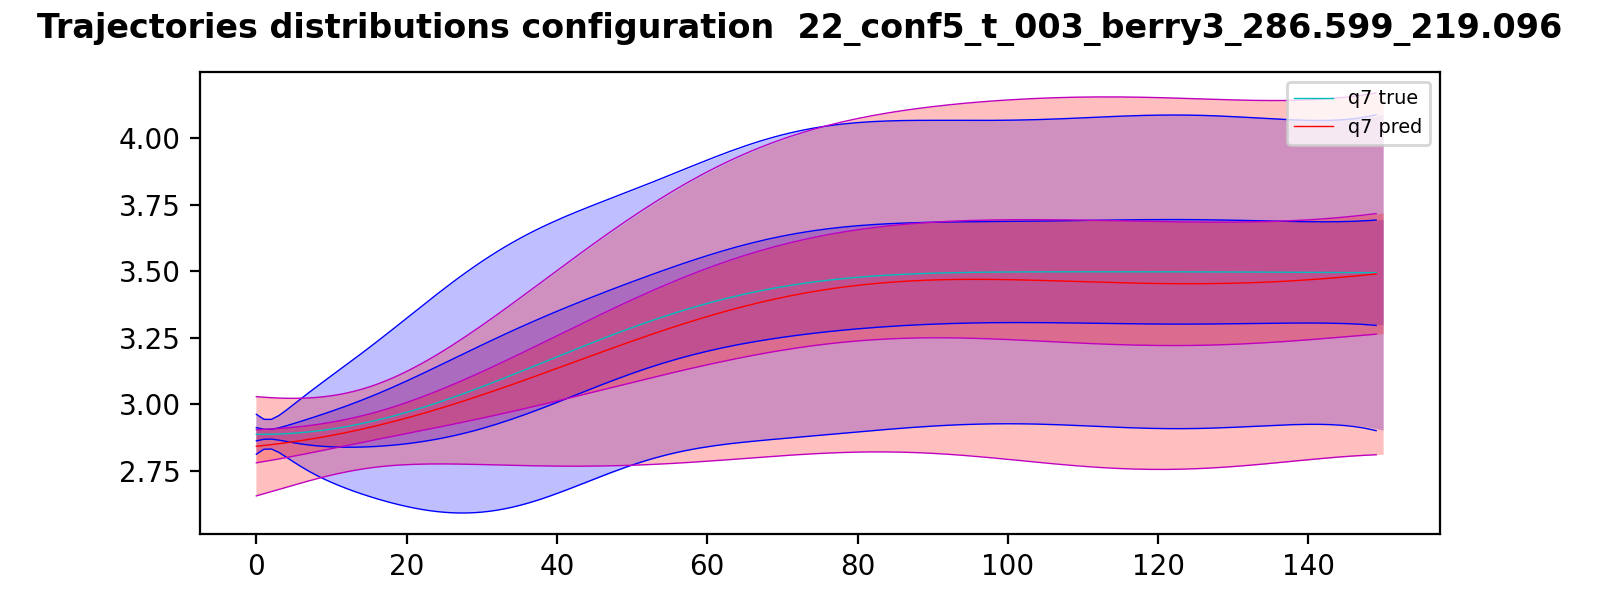 Trajectories distributions configuration  22_conf5_t_003_berry3_286.599_219.096
q7 true
q7 pred
4.00
3.75
3.50
3.25
3.00
2.75
0 20 40 60 80 100 120 140